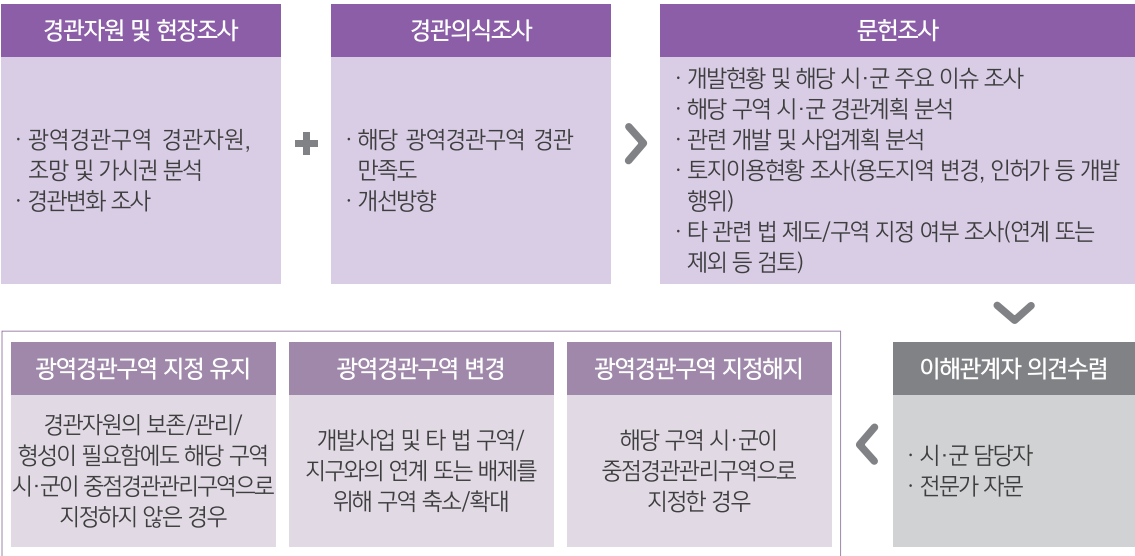 경관자원 및 현장조사
· 광역경관구역 경관자원,
조망 및 가시권 분석
· 경관변화 조사
경관의식조사
· 해당 광역경관구역 경관
만족도
· 개선방향
문헌조사
· 개발현황 및 해당 시·군 주요 이슈 조사
· 해당 구역 시·군 경관계획 분석
· 관련 개발 및 사업계획 분석
· 토지이용현황 조사(용도지역 변경, 인허가 등 개발
행위)
· 타 관련 법 제도/구역 지정 여부 조사(연계 또는
제외 등 검토)
이해관계자 의견수렴
· 시·군 담당자
· 전문가 자문
광역경관구역 지정 유지
경관자원의 보존/관리/
형성이 필요함에도 해당 구역
시·군이 중점경관관리구역으로
지정하지 않은 경우
광역경관구역 변경
개발사업 및 타 법 구역/
지구와의 연계 또는 배제를
위해 구역 축소/확대
광역경관구역 지정해지
해당 구역 시·군이
중점경관관리구역으로
지정한 경우